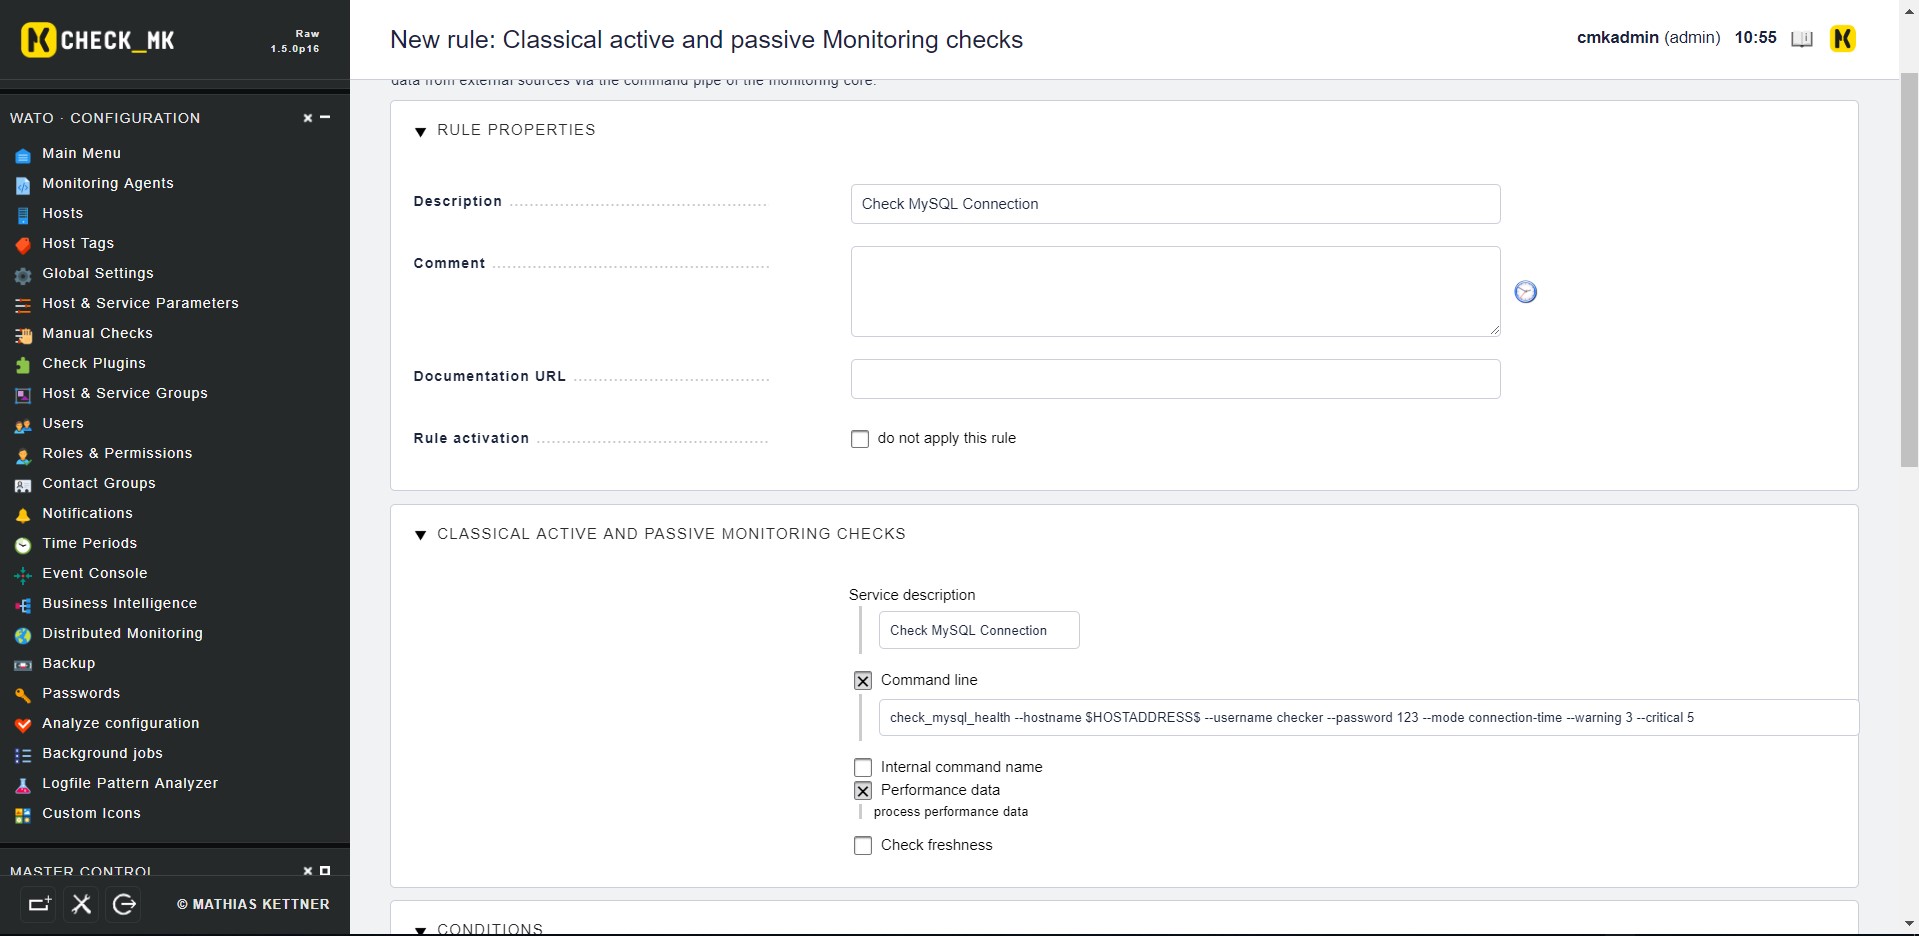 CHECK_MK
Raw
1.5.0p16
New rule: Classical active and passive Monitoring checks
cmkadmin (admin) 10:55
data from external sources via the command pipe of the monitoring core.
WATO · CONFIGURATION
Main Menu
Monitoring Agents
Hosts
Host Tags
Global Settings
Host & Service Parameters
Manual Checks
Check Plugins
Host & Service Groups
Users
Roles & Permissions
Contact Groups
Notifications
Time Periods
Event Console
Business Intelligence
Distributed Monitoring
Backup
Passwords
Analyze configuration
Background jobs
Logfile Pattern Analyzer
Custom Icons
MASTER CONTROL
© MATHIAS KETTNER
RULE PROPERTIES
Description
Check MySQL Connection
Comment
Documentation URL
Rule activation
do not apply this rule
CLASSICAL ACTIVE AND PASSIVE MONITORING CHECKS
Service description
Check MySQL Connection
Command line
check_mysql_health --hostname $HOSTADDRESS$ --username checker --password 123 --mode connection-time --warning 3 --critical 5
Internal command name
Performance data
process performance data
Check freshness
CONDITIONS